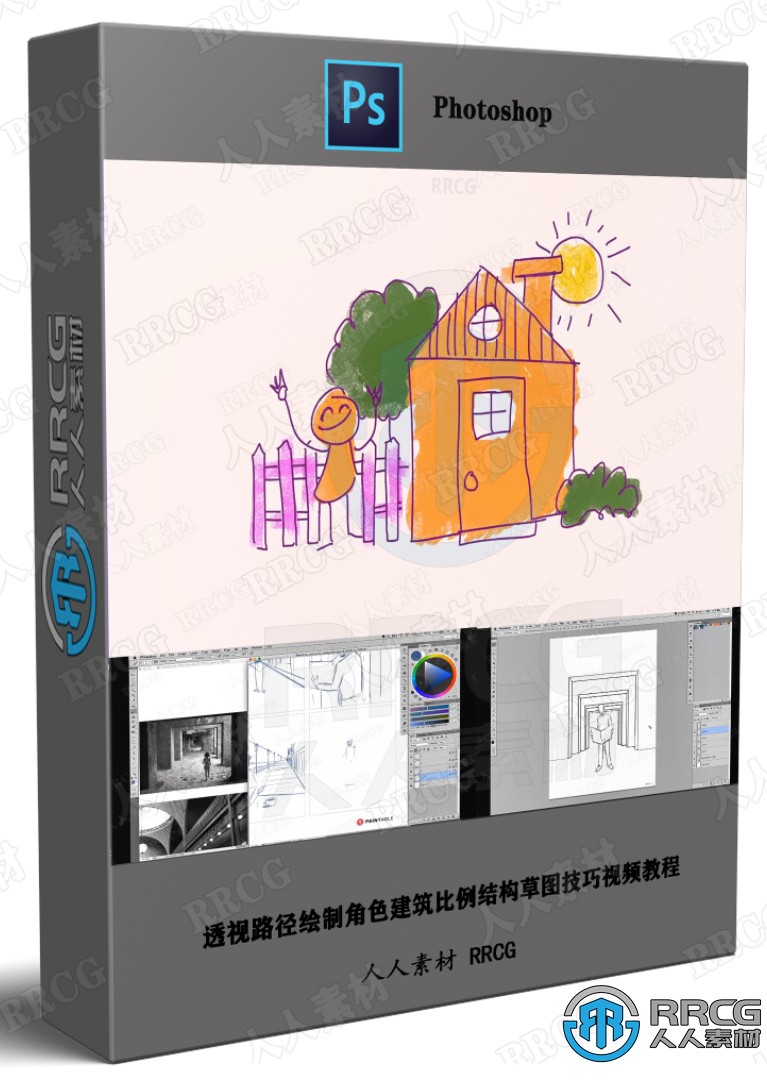 Ps
Photoshop
RRCG
人人素材
PAINTABLE
透视路径绘制角色建筑比例结构草图技巧视频教程
人人素材 RRCG
RRCG
人人素材